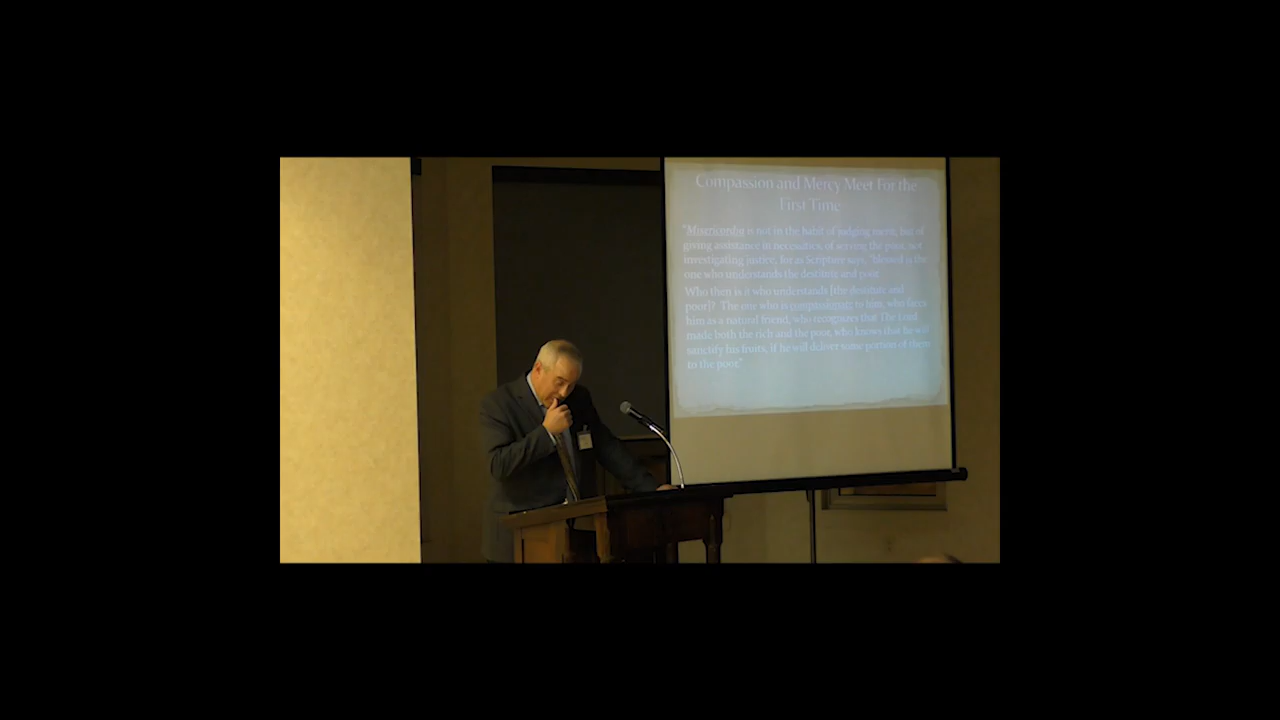 Compassion and Mercy Meet For the
First Time
"Misericordia is not in the habit of judging merit, but of
giving assistance in necessities, of serving the poor, not
investigating justice, for as Scripture says, "blessed is the
one who understands the destitute and poor.
Who then is it who understands [the destitute and
poor]? The one who is compassionate to him, who faces
him as a natural friend, who recognizes that The Lord
made both the rich and the poor, who knows that he will
sanctify his fruits, if he will deliver some portion of them
to the poor."